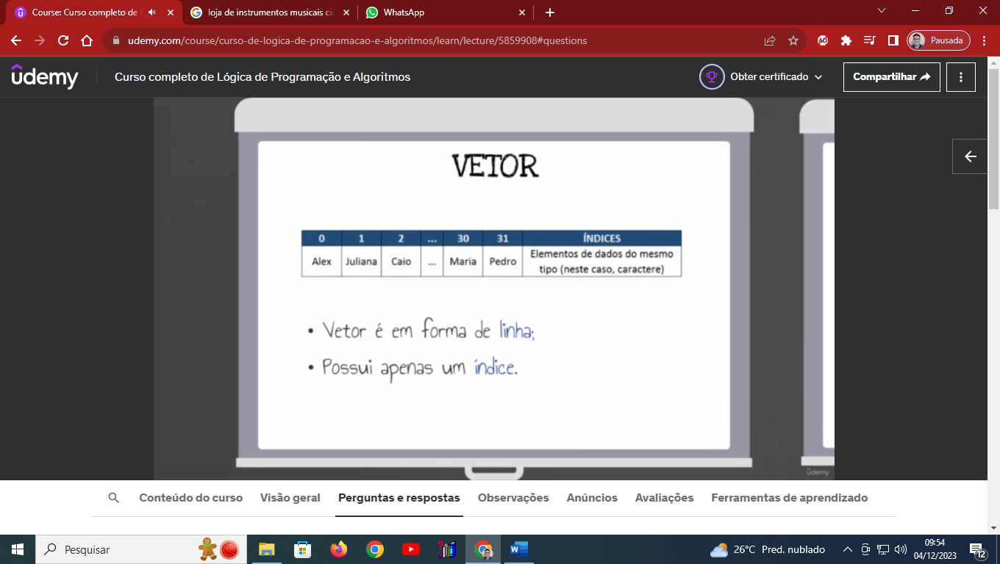 Course: Curso completo de
loja de instrumentos musicais ci
WhatsApp
udemy.com/course/curso-de-logica-de-programacao-e-algoritmos/learn/lecture/5859908#questions
Pausada
ûdemy
Curso completo de Lógica de Programação e Algoritmos
Obter certificado
Compartilhar
VETOR
0 1 2 ... 30 31 ÍNDICES
Alex Juliana Caio ... Maria Pedro Elementos de dados do mesmo
tipo (neste caso, caractere)
• Vetor é em forma de linha;
• Possui apenas um índice.
ûdemy
Conteúdo do curso Visão geral Perguntas e respostas Observações Anúncios Avaliações Ferramentas de aprendizado
Pesquisar
26°C Pred. nublado
09:54
04/12/2023
12